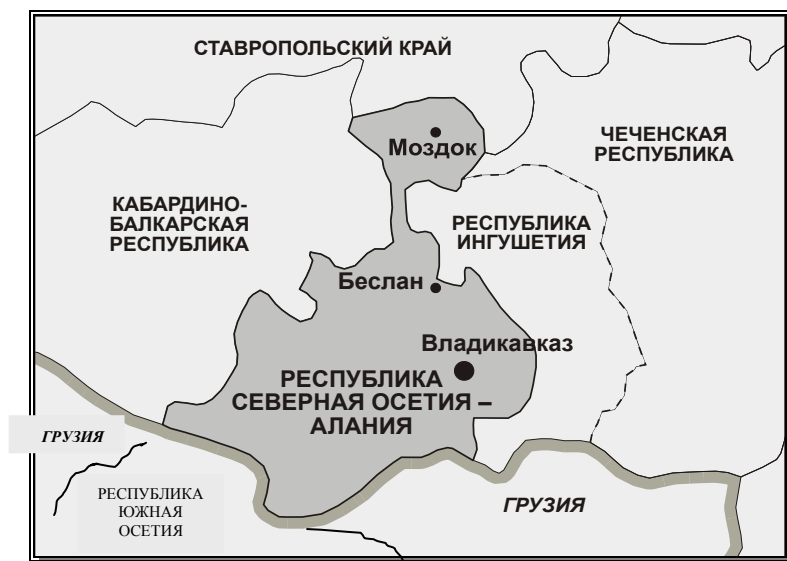 СТАВРОПОЛЬСКИЙ КРАЙ
Моздок
ЧЕЧЕНСКАЯ
РЕСПУБЛИКА
КАБАРДИНО-
БАЛКАРСКАЯ
РЕСПУБЛИКА
РЕСПУБЛИКА
ИНГУШЕТИЯ
Беслан
Владикавказ
РЕСПУБЛИКА
СЕВЕРНАЯ ОСЕТИЯ –
АЛАНИЯ
ГРУЗИЯ
РЕСПУБЛИКА
ЮЖНАЯ
ОСЕТИЯ
ГРУЗИЯ